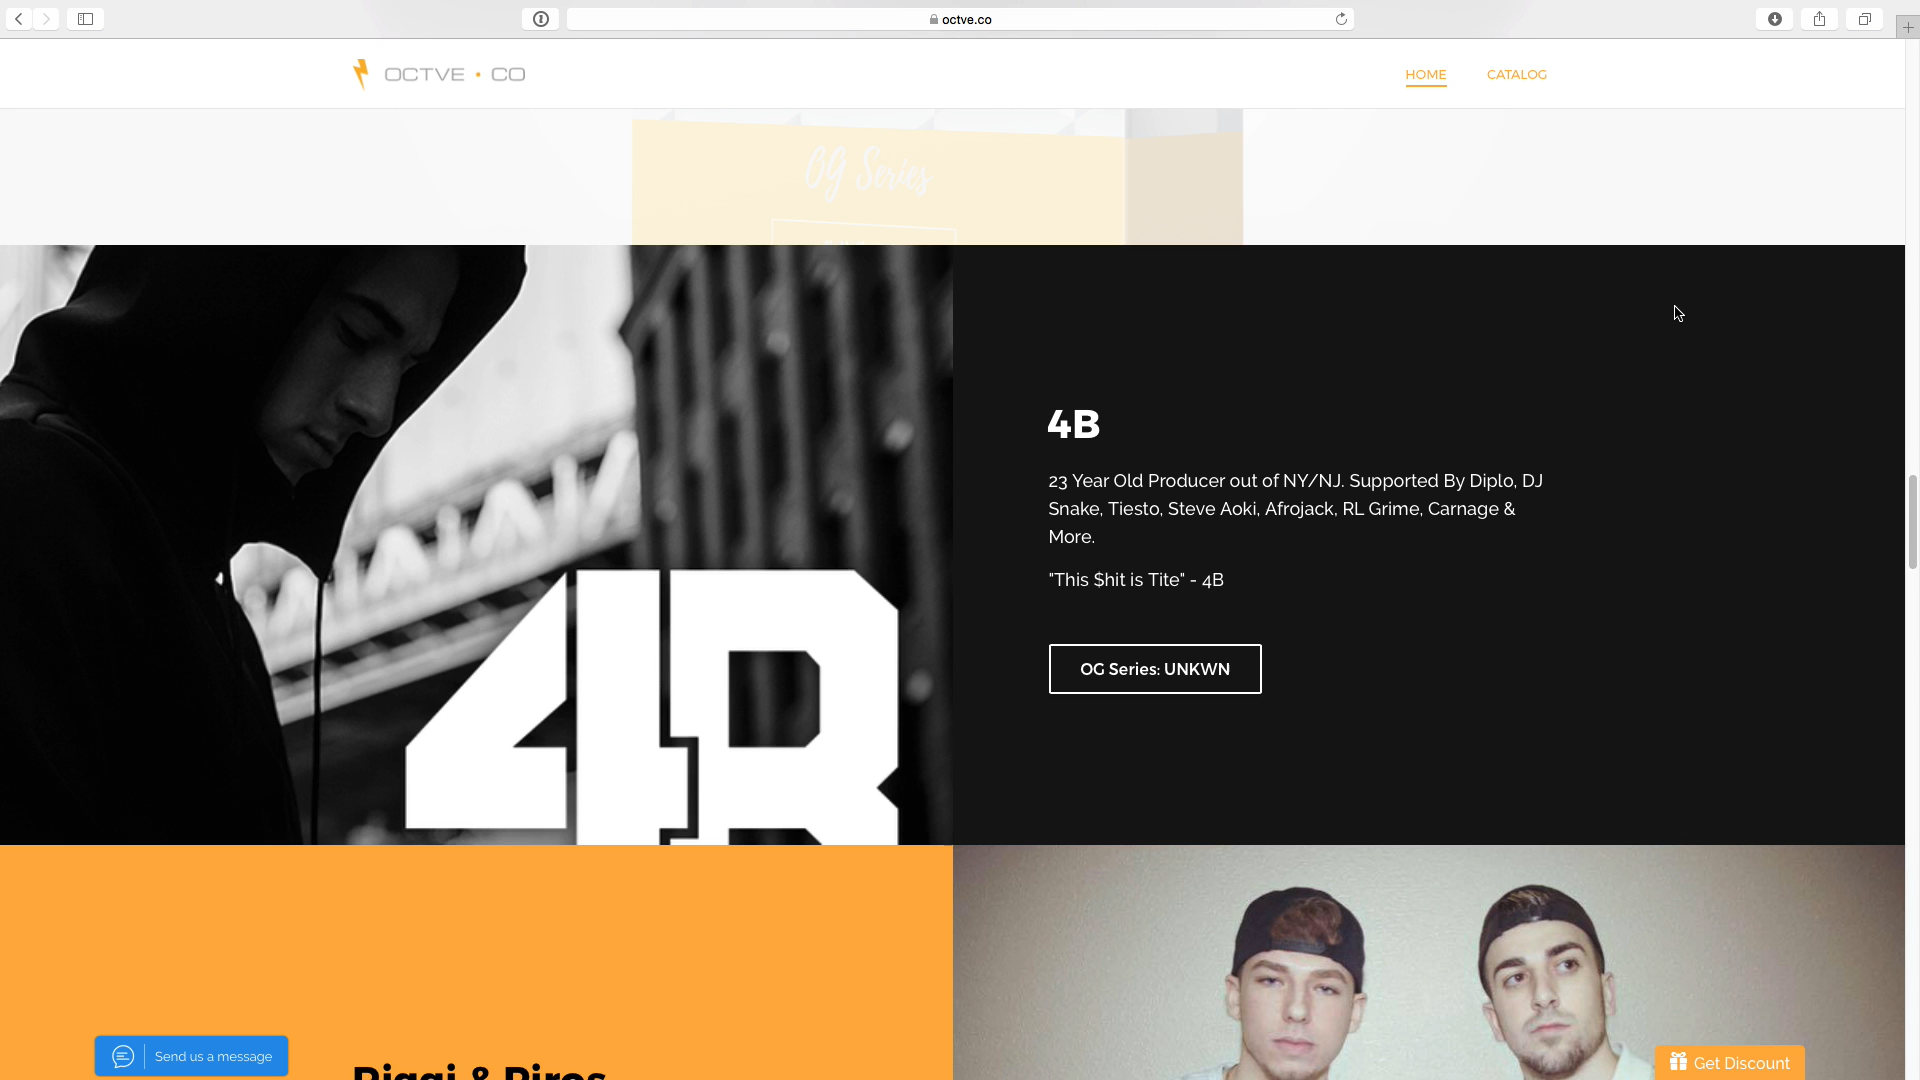 octve.co
OCTVE • CO
HOME
CATALOG
OG Series
4B
4B
23 Year Old Producer out of NY/NJ. Supported By Diplo, DJ
Snake, Tiesto, Steve Aoki, Afrojack, RL Grime, Carnage &
More.
"This $hit is Tite" - 4B
OG Series: UNKWN
Riggi & Piros
Send us a message
Get Discount